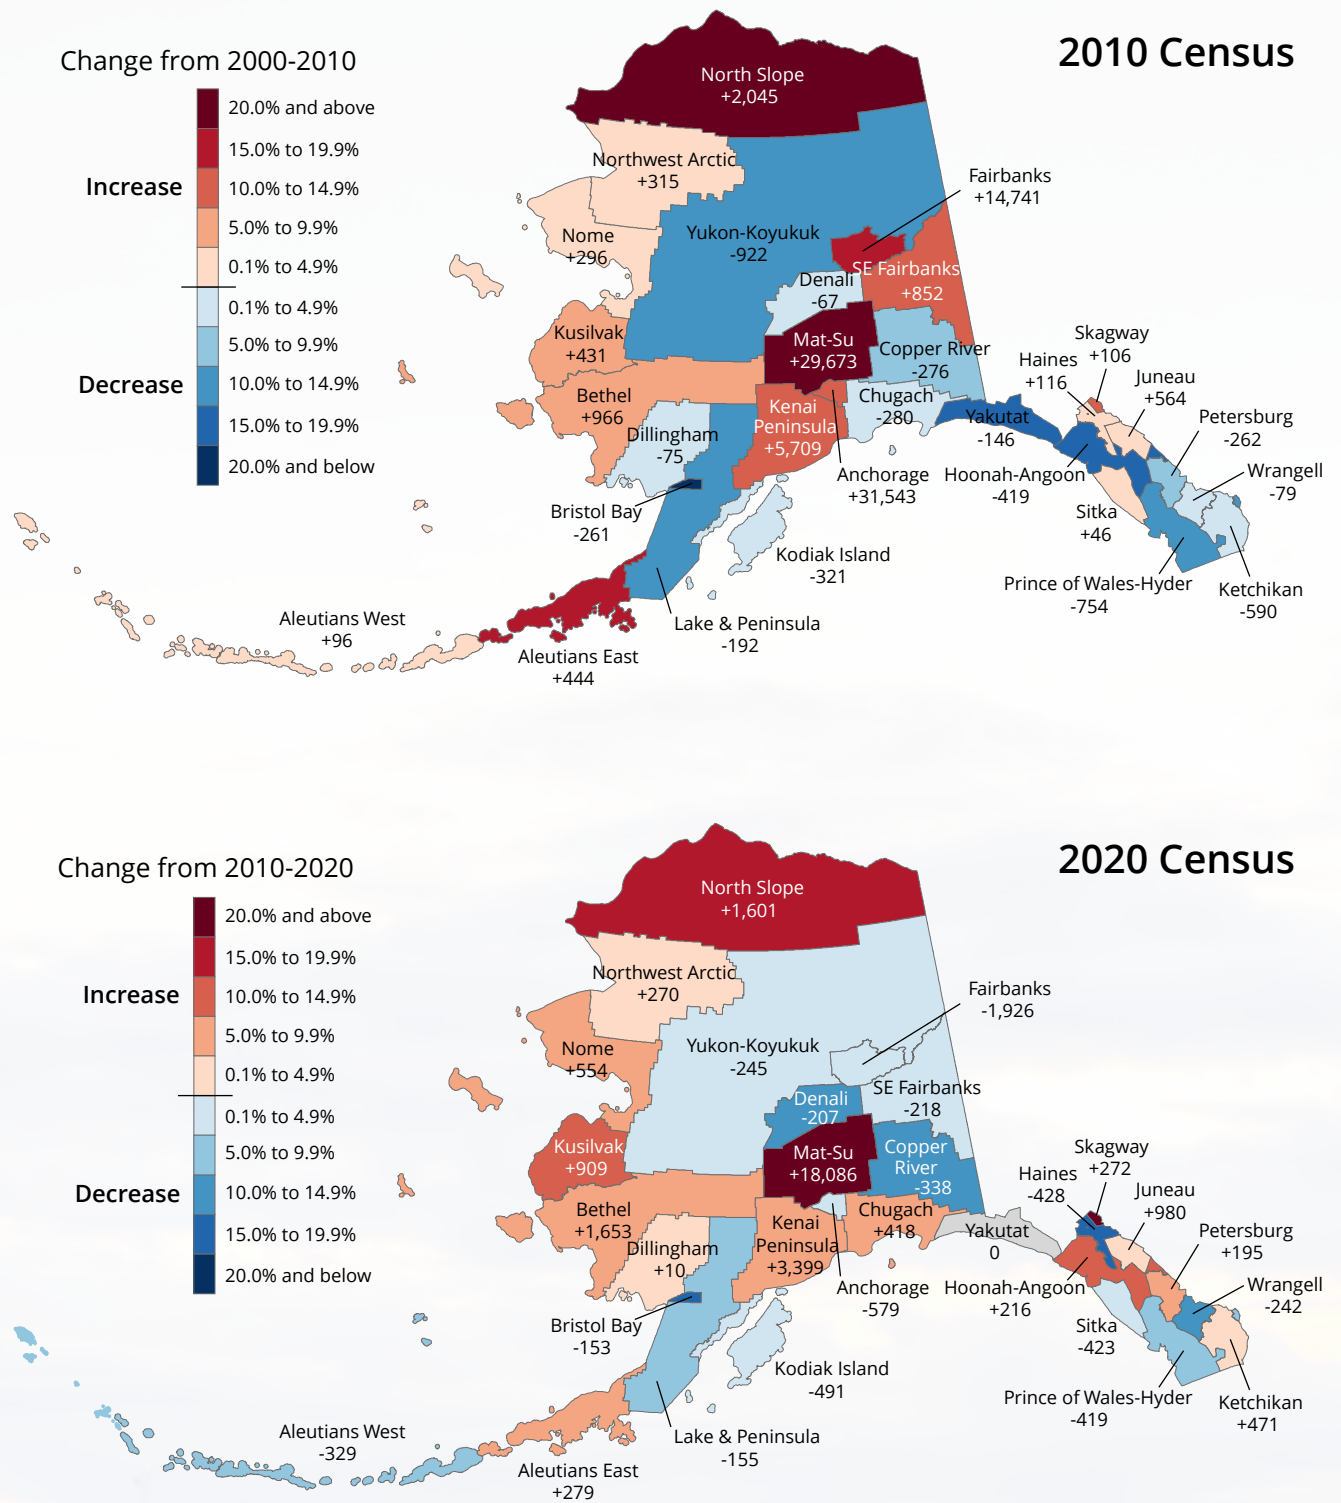 2010 Census
Change from 2000-2010
20.0% and above
15.0% to 19.9%
Increase
10.0% to 14.9%
5.0% to 9.9%
0.1% to 4.9%
0.1% to 4.9%
5.0% to 9.9%
Decrease
10.0% to 14.9%
15.0% to 19.9%
20.0% and below
North Slope
+2,045
Northwest Arctic
+315
Fairbanks
+14,741
Nome
+296
Yukon-Koyukuk
-922
SE Fairbanks
+852
Denali
-67
Kusilvak
+431
Mat-Su
+29,673
Copper River
-276
Skagway
+106
Haines
+116
Juneau
+564
Bethel
+966
Dillingham
-75
Kenai
Peninsula
+5,709
Chugach
-280
Yakutat
-146
Petersburg
-262
Anchorage
+31,543
Hoonah-Angoon
-419
Wrangell
-79
Bristol Bay
-261
Sitka
+46
Kodiak Island
-321
Prince of Wales-Hyder
-754
Ketchikan
-590
Aleutians West
+96
Lake & Peninsula
-192
Aleutians East
+444
2020 Census
Change from 2010-2020
20.0% and above
15.0% to 19.9%
Increase
10.0% to 14.9%
5.0% to 9.9%
0.1% to 4.9%
0.1% to 4.9%
5.0% to 9.9%
Decrease
10.0% to 14.9%
15.0% to 19.9%
20.0% and below
North Slope
+1,601
Northwest Arctic
+270
Fairbanks
-1,926
Nome
+554
Yukon-Koyukuk
-245
SE Fairbanks
-218
Denali
-207
Kusilvak
+909
Mat-Su
+18,086
Copper
River
-338
Skagway
+272
Haines
-428
Juneau
+980
Bethel
+1,653
Dillingham
+10
Kenai
Peninsula
+3,399
Chugach
+418
Yakutat
0
Petersburg
+195
Anchorage
-579
Hoonah-Angoon
+216
Wrangell
-242
Bristol Bay
-153
Sitka
-423
Kodiak Island
-491
Prince of Wales-Hyder
-419
Ketchikan
+471
Aleutians West
-329
Lake & Peninsula
-155
Aleutians East
+279